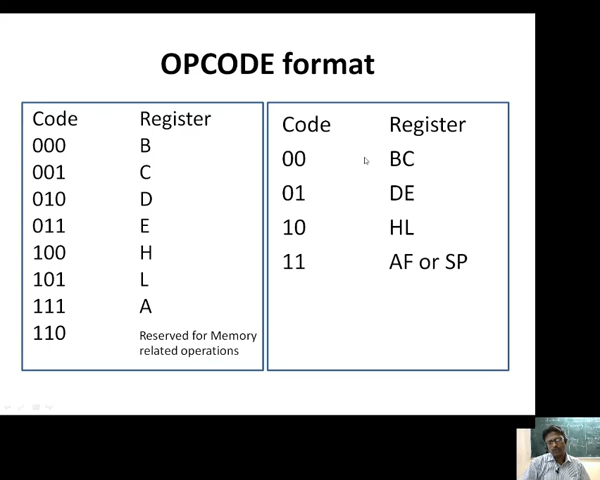 OPCODE format
Code Register
000 B
001 C
010 D
011 E
100 H
101 L
111 A
110 Reserved for Memory
related operations
Code Register
00 BC
01 DE
10 HL
11 AF or SP